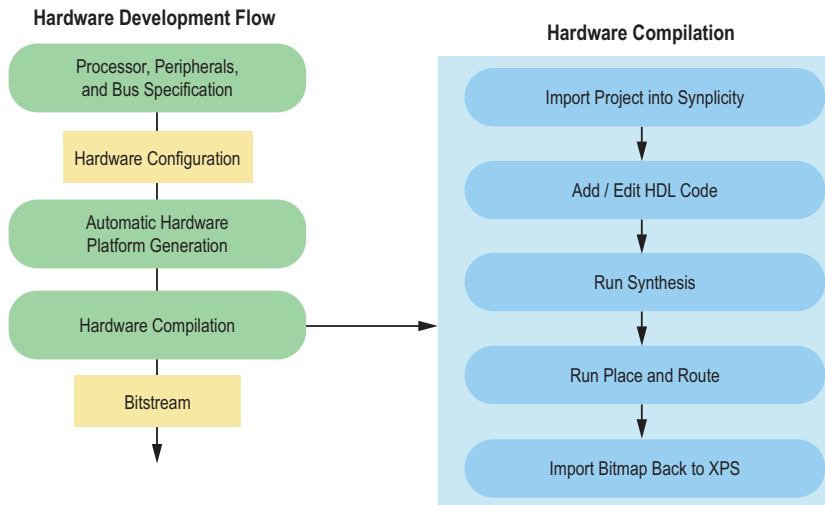 Hardware Development Flow
Processor, Peripherals,
and Bus Specification
Hardware Configuration
Automatic Hardware
Platform Generation
Hardware Compilation
Bitstream
Hardware Compilation
Import Project into Synplicity
Add / Edit HDL Code
Run Synthesis
Run Place and Route
Import Bitmap Back to XPS